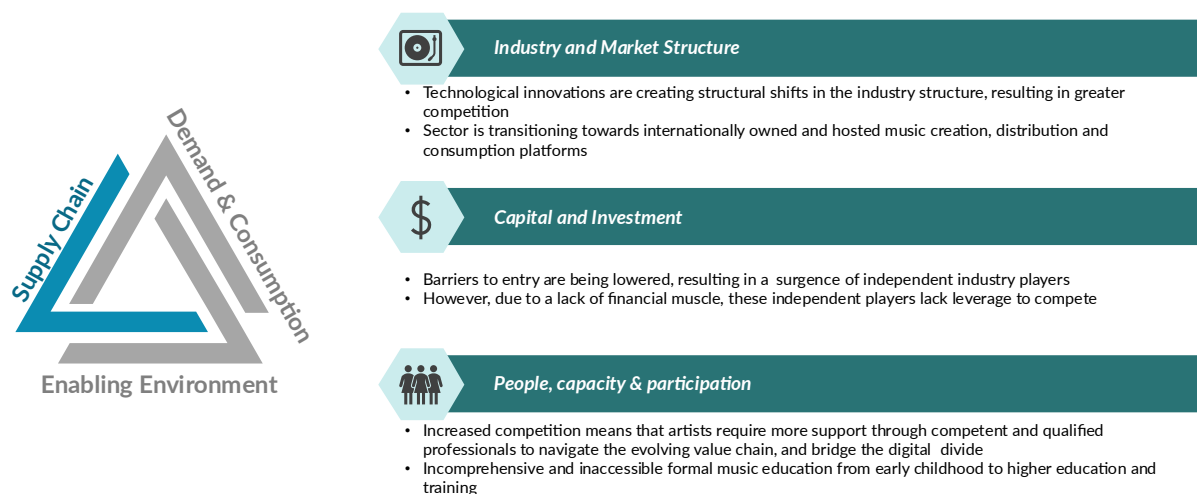 Supply Chain
Demand & Consumption
Enabling Environment
Industry and Market Structure
• Technological innovations are creating structural shifts in the industry structure, resulting in greater
competition
• Sector is transitioning towards internationally owned and hosted music creation, distribution and
consumption platforms
$
Capital and Investment
• Barriers to entry are being lowered, resulting in a  surgence of independent industry players
• However, due to a lack of financial muscle, these independent players lack leverage to compete
People, capacity & participation
• Increased competition means that artists require more support through competent and qualified
professionals to navigate the evolving value chain, and bridge the digital  divide
• Incomprehensive and inaccessible formal music education from early childhood to higher education and
training